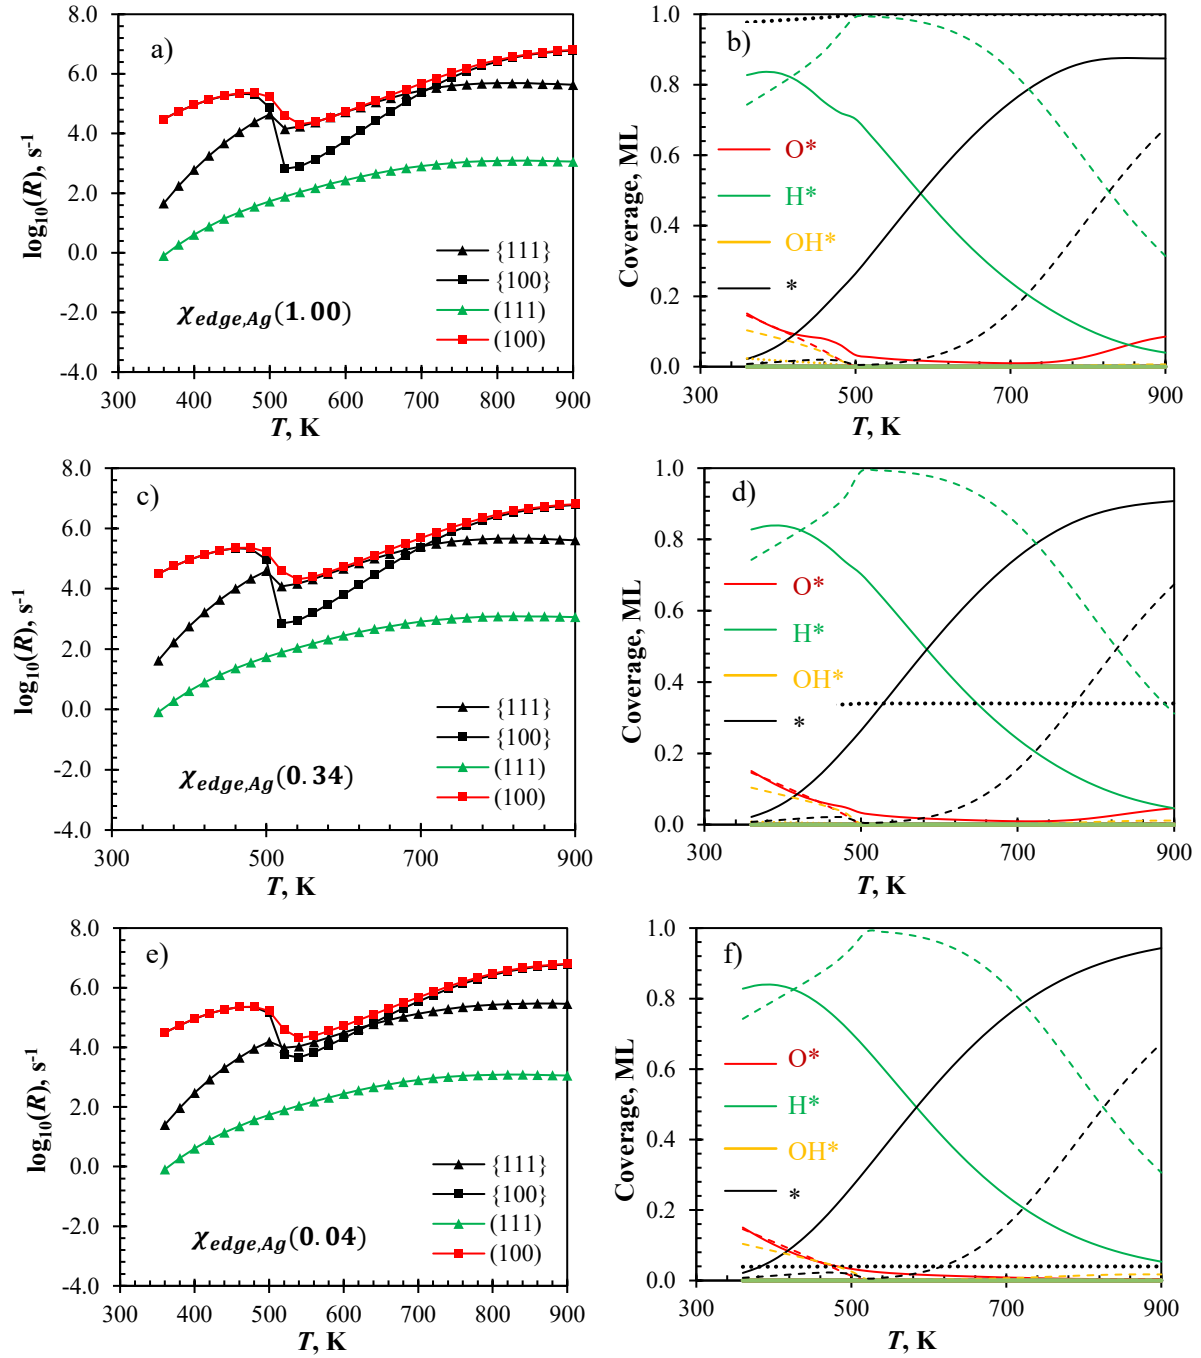 a)
8.0
6.0
4.0
2.0
0.0
-2.0
-4.0
log₁₀(R), s⁻¹
300 400 500 600 700 800 900
T, K
{111}
{100}
(111)
(100)
χedge,Ag(1.00)
b)
1.0
0.8
0.6
0.4
0.2
0.0
Coverage, ML
300 500 700 900
T, K
O*
H*
OH*
*
c)
8.0
6.0
4.0
2.0
0.0
-2.0
-4.0
log₁₀(R), s⁻¹
300 500 700 900
T, K
{111}
{100}
(111)
(100)
χedge,Ag(0.34)
d)
1.0
0.8
0.6
0.4
0.2
0.0
Coverage, ML
300 500 700 900
T, K
O*
H*
OH*
*
e)
8.0
6.0
4.0
2.0
0.0
-2.0
-4.0
log₁₀(R), s⁻¹
300 400 500 600 700 800 900
T, K
{111}
{100}
(111)
(100)
χedge,Ag(0.04)
f)
1.0
0.8
0.6
0.4
0.2
0.0
Coverage, ML
300 500 700 900
T, K
O*
H*
OH*
*